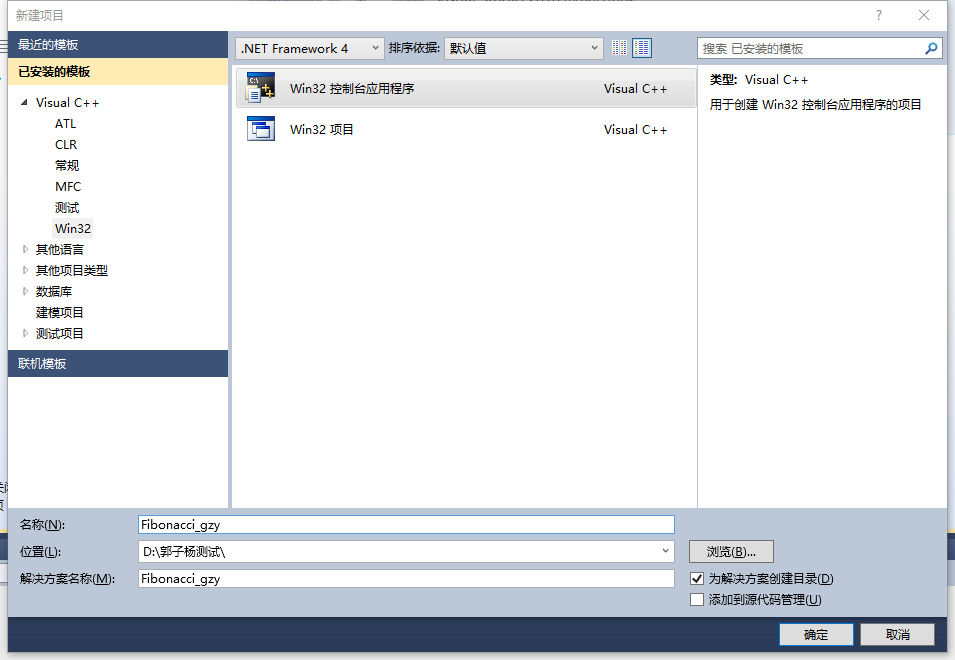 新建项目
?
最近的模板
已安装的模板
Visual C++
ATL
CLR
常规
MFC
测试
Win32
其他语言
其他项目类型
数据库
建模项目
测试项目
联机模板
.NET Framework 4
排序依据:
默认值
搜索 已安装的模板
Win32 控制台应用程序 Visual C++
Win32 项目 Visual C++
类型: Visual C++
用于创建 Win32 控制台应用程序的项目
名称(N): Fibonacci_gzy
位置(L): D:\郭子杨测试\ 浏览(B)...
解决方案名称(M): Fibonacci_gzy
为解决方案创建目录(D)
添加到源代码管理(U)
确定 取消